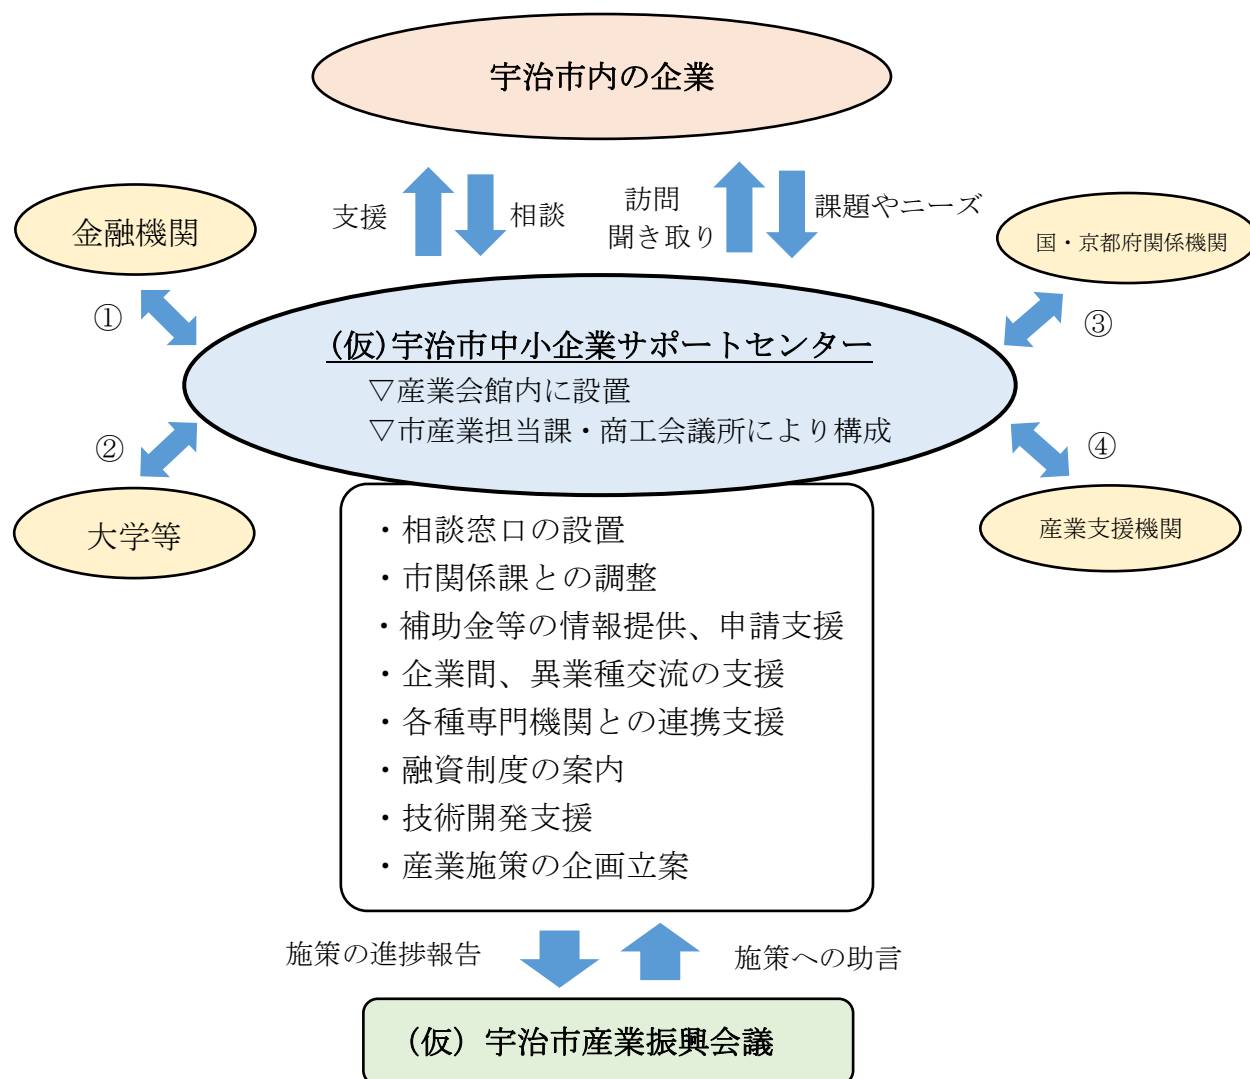 宇治市内の企業
支援
相談
訪問
聞き取り
課題やニーズ
金融機関
国・京都府関係機関
①
③
(仮)宇治市中小企業サポートセンター
▽産業会館内に設置
▽市産業担当課・商工会議所により構成
②
④
大学等
産業支援機関
・相談窓口の設置
・市関係課との調整
・補助金等の情報提供、申請支援
・企業間、異業種交流の支援
・各種専門機関との連携支援
・融資制度の案内
・技術開発支援
・産業施策の企画立案
施策の進捗報告
施策への助言
（仮）宇治市産業振興会議